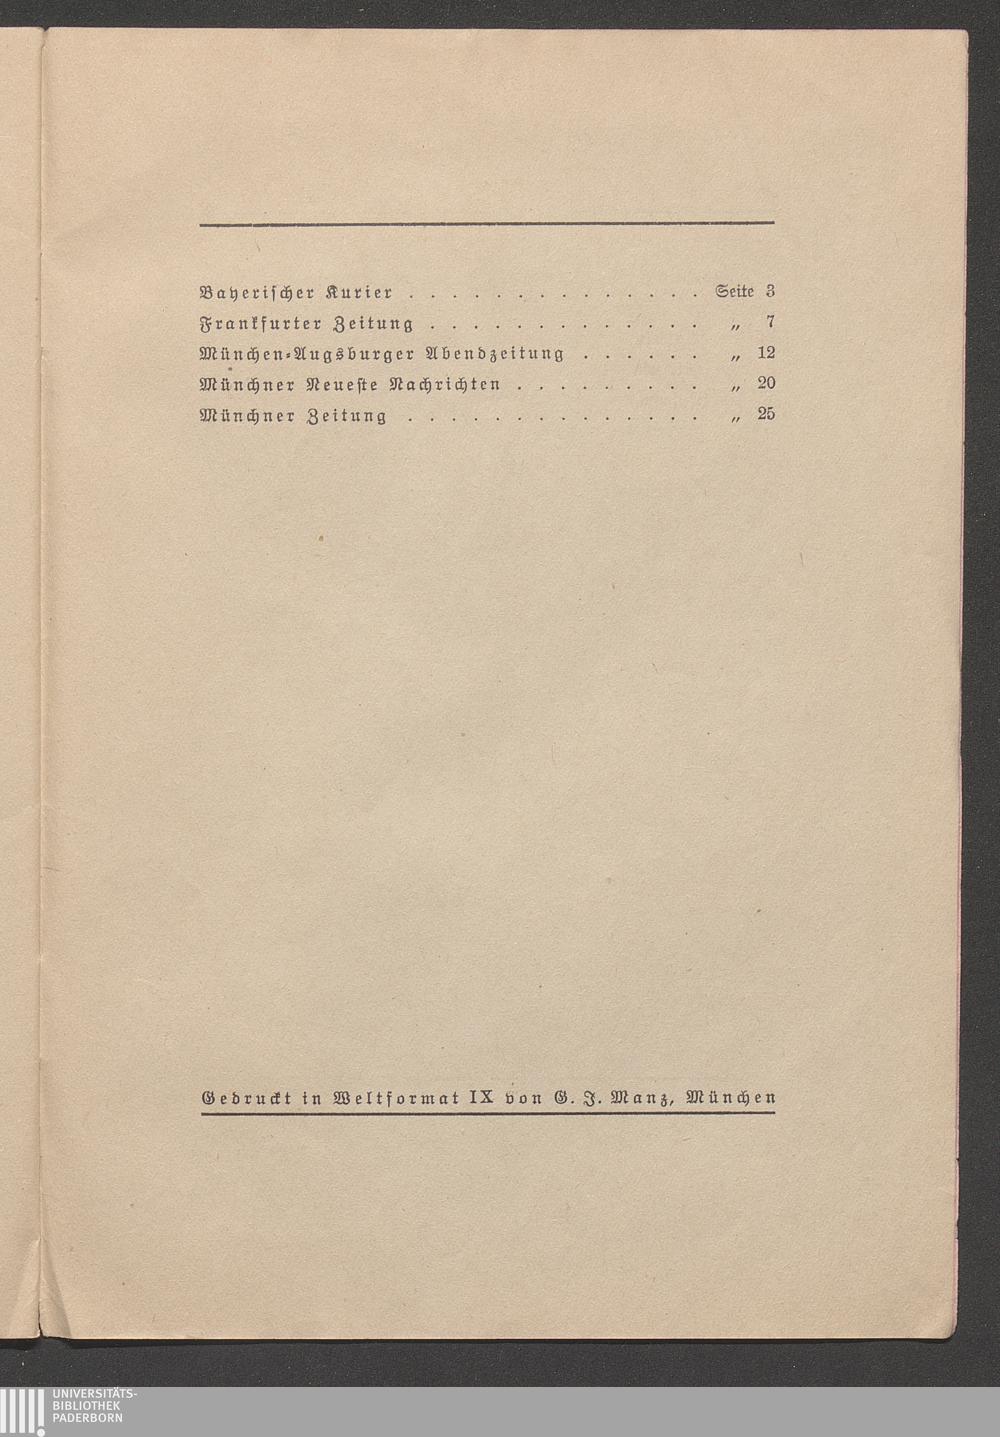 Bayerischer Kurier . . . . . . . . . . . . . . Seite 3
Frankfurter Zeitung . . . . . . . . . . . . . „ 7
München-Augsburger Abendzeitung . . . . . . „ 12
Münchner Neueste Nachrichten . . . . . . . . . „ 20
Münchner Zeitung . . . . . . . . . . . . . . „ 25
Gedruckt in Weltformat IX von G. J. Manz, München
UNIVERSITÄTS-
BIBLIOTHEK
PADERBORN